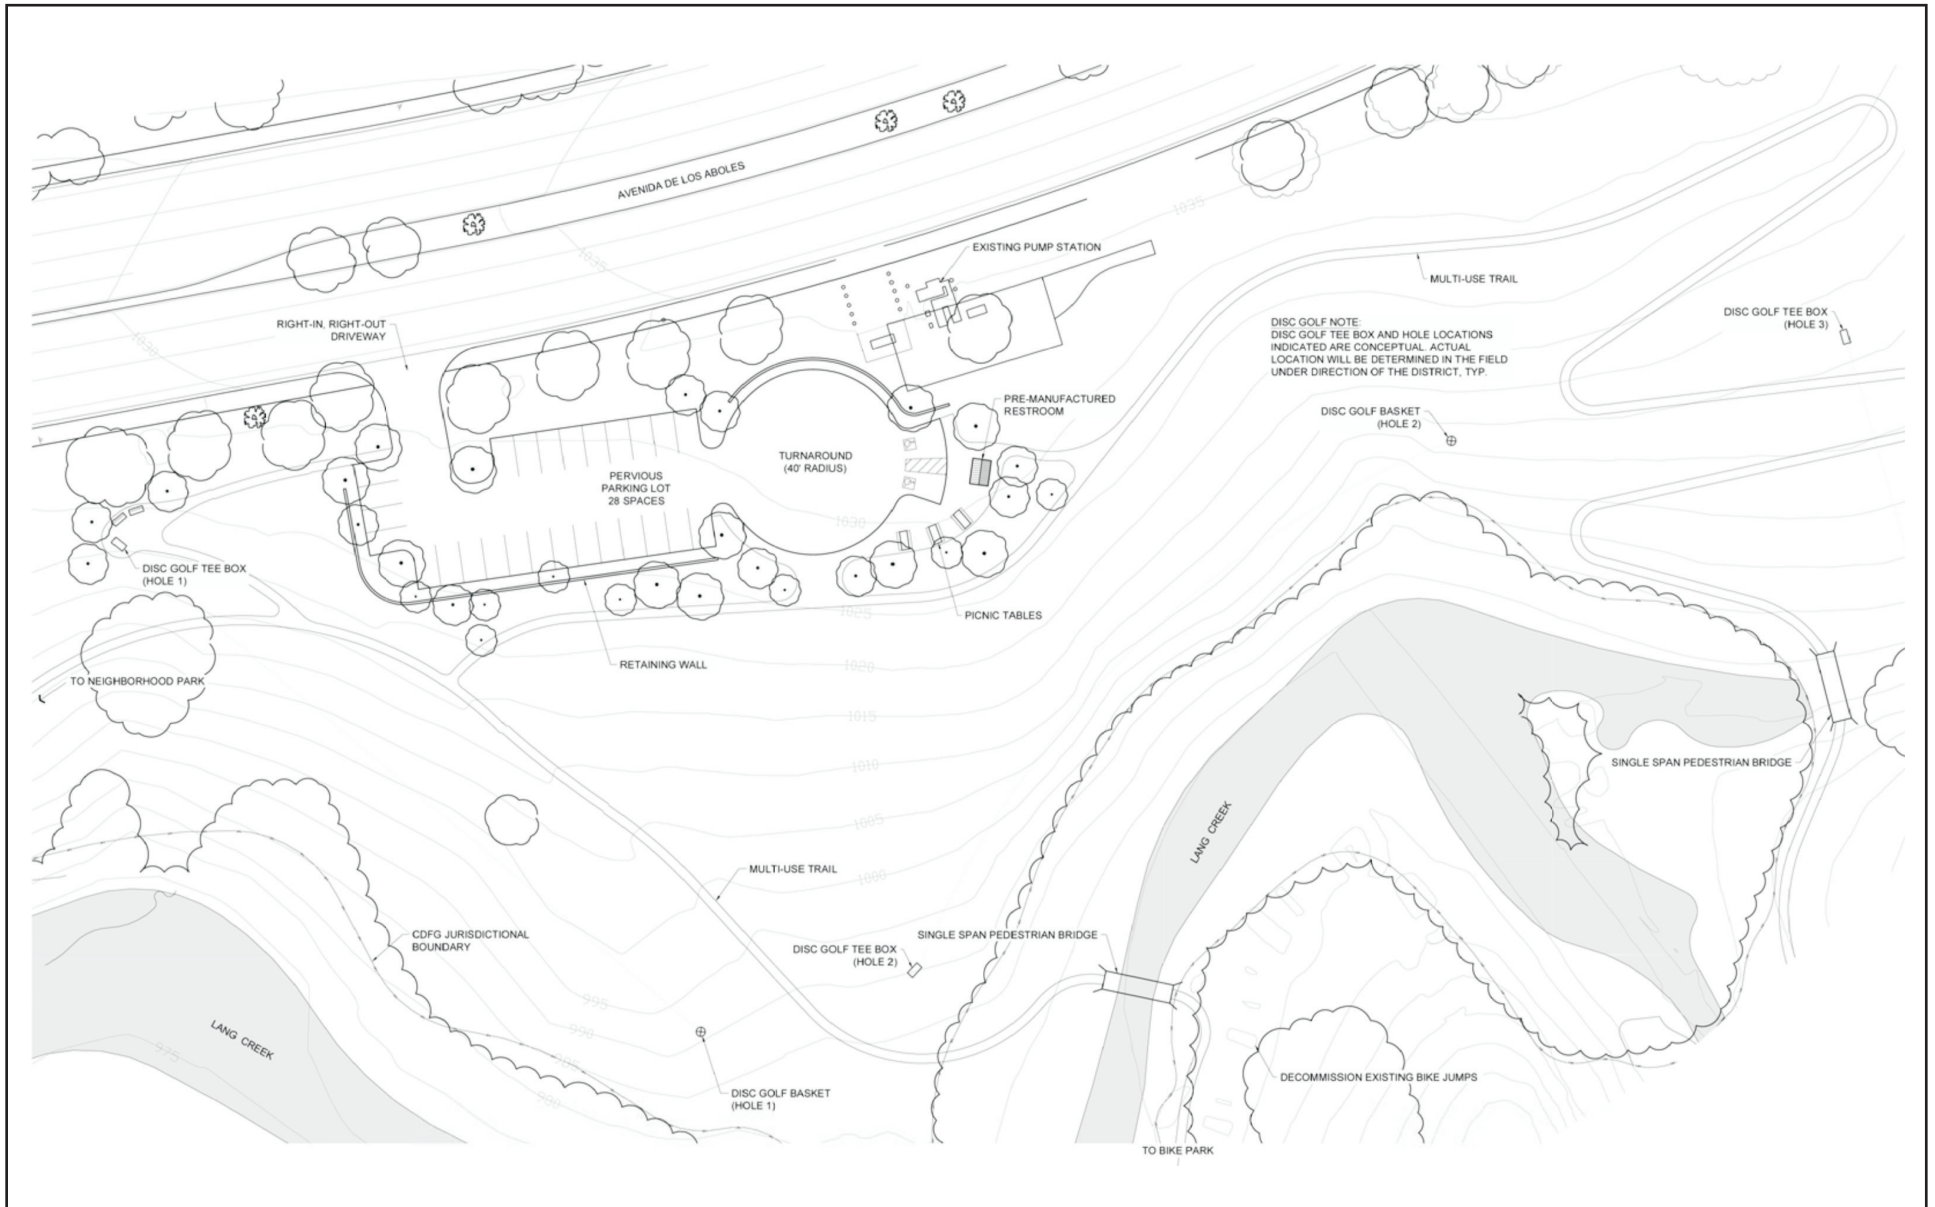 AVENIDA DE LOS ABOLES
1035
1035
EXISTING PUMP STATION
MULTI-USE TRAIL
RIGHT-IN, RIGHT-OUT
DRIVEWAY
1030
DISC GOLF TEE BOX
(HOLE 3)
DISC GOLF NOTE:
DISC GOLF TEE BOX AND HOLE LOCATIONS
INDICATED ARE CONCEPTUAL. ACTUAL
LOCATION WILL BE DETERMINED IN THE FIELD
UNDER DIRECTION OF THE DISTRICT, TYP.
PRE-MANUFACTURED
RESTROOM
DISC GOLF BASKET
(HOLE 2)
TURNAROUND
(40' RADIUS)
PERVIOUS
PARKING LOT
28 SPACES
1030
DISC GOLF TEE BOX
(HOLE 1)
1025
PICNIC TABLES
RETAINING WALL
1020
TO NEIGHBORHOOD PARK
1015
1010
SINGLE SPAN PEDESTRIAN BRIDGE
1005
LANG CREEK
MULTI-USE TRAIL
1000
CDFG JURISDICTIONAL
BOUNDARY
SINGLE SPAN PEDESTRIAN BRIDGE
DISC GOLF TEE BOX
(HOLE 2)
995
990
LANG CREEK
975
985
DECOMMISSION EXISTING BIKE JUMPS
DISC GOLF BASKET
(HOLE 1)
980
TO BIKE PARK